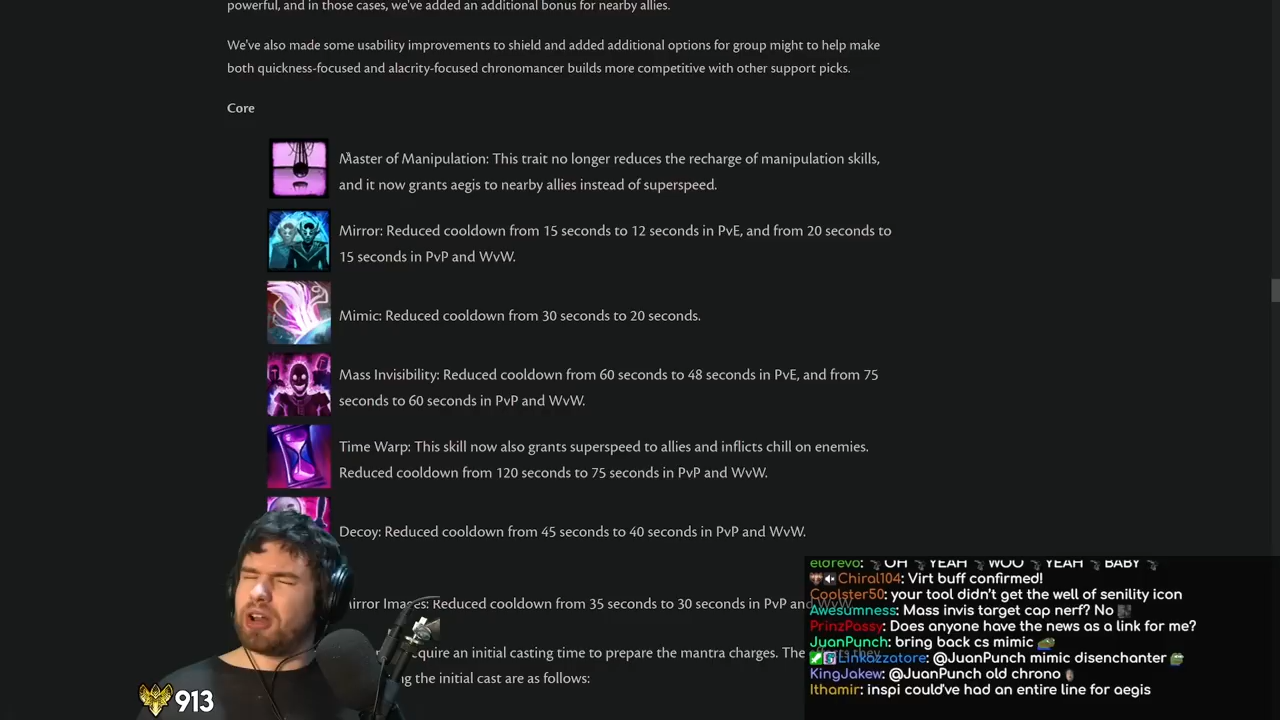 powerful, and in those cases, we've added an additional bonus for nearby allies.
We've also made some usability improvements to shield and added additional options for group might to help make
both quickness-focused and alacrity-focused chronomancer builds more competitive with other support picks.
Core
Master of Manipulation: This trait no longer reduces the recharge of manipulation skills,
and it now grants aegis to nearby allies instead of superspeed.
Mirror: Reduced cooldown from 15 seconds to 12 seconds in PvE, and from 20 seconds to
15 seconds in PvP and WvW.
Mimic: Reduced cooldown from 30 seconds to 20 seconds.
Mass Invisibility: Reduced cooldown from 60 seconds to 48 seconds in PvE, and from 75
seconds to 60 seconds in PvP and WvW.
Time Warp: This skill now also grants superspeed to allies and inflicts chill on enemies.
Reduced cooldown from 120 seconds to 75 seconds in PvP and WvW.
Decoy: Reduced cooldown from 45 seconds to 40 seconds in PvP and WvW.
irror Images: Reduced cooldown from 35 seconds to 30 seconds in PvP and WvW.
quire an initial casting time to prepare the mantra charges. The
g the initial cast are as follows:
eldrevo: OH YEAH WOO YEAH BABY
Chiral104: Virt buff confirmed!
Coolster50: your tool didn't get the well of senility icon
Awesumness: Mass invis target cap nerf? No
PrinzPassy: Does anyone have the news as a link for me?
JuanPunch: bring back cs mimic
Linkazzatore: @JuanPunch mimic disenchanter
KingJakew: @JuanPunch old chrono
Ithamir: inspi could've had an entire line for aegis
913